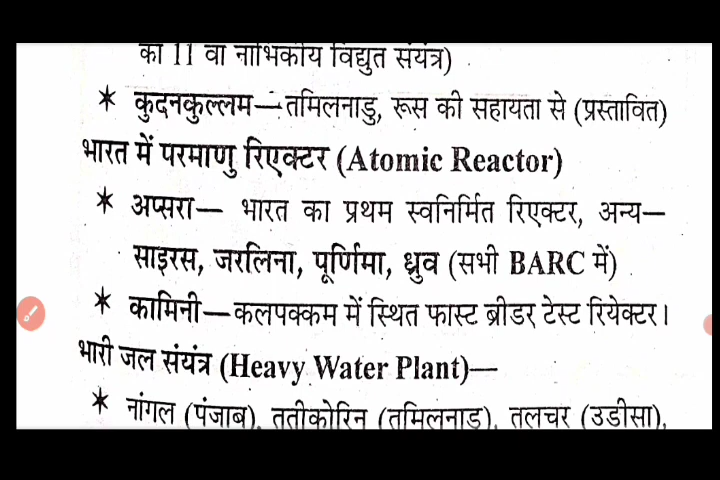 का 11 वा नाभिकीय विद्युत संयंत्र)
* कुदनकुल्लम—तमिलनाडु, रूस की सहायता से (प्रस्तावित)
भारत में परमाणु रिएक्टर (Atomic Reactor)
* अप्सरा— भारत का प्रथम स्वनिर्मित रिएक्टर, अन्य—
साइरस, जरलिना, पूर्णिमा, ध्रुव (सभी BARC में)
* कामिनी—कलपक्कम में स्थित फास्ट ब्रीडर टेस्ट रियेक्टर।
भारी जल संयंत्र (Heavy Water Plant)—
* नांगल (पंजाब), तूतीकोरिन (तमिलनाडु), तलचर (उडीसा),